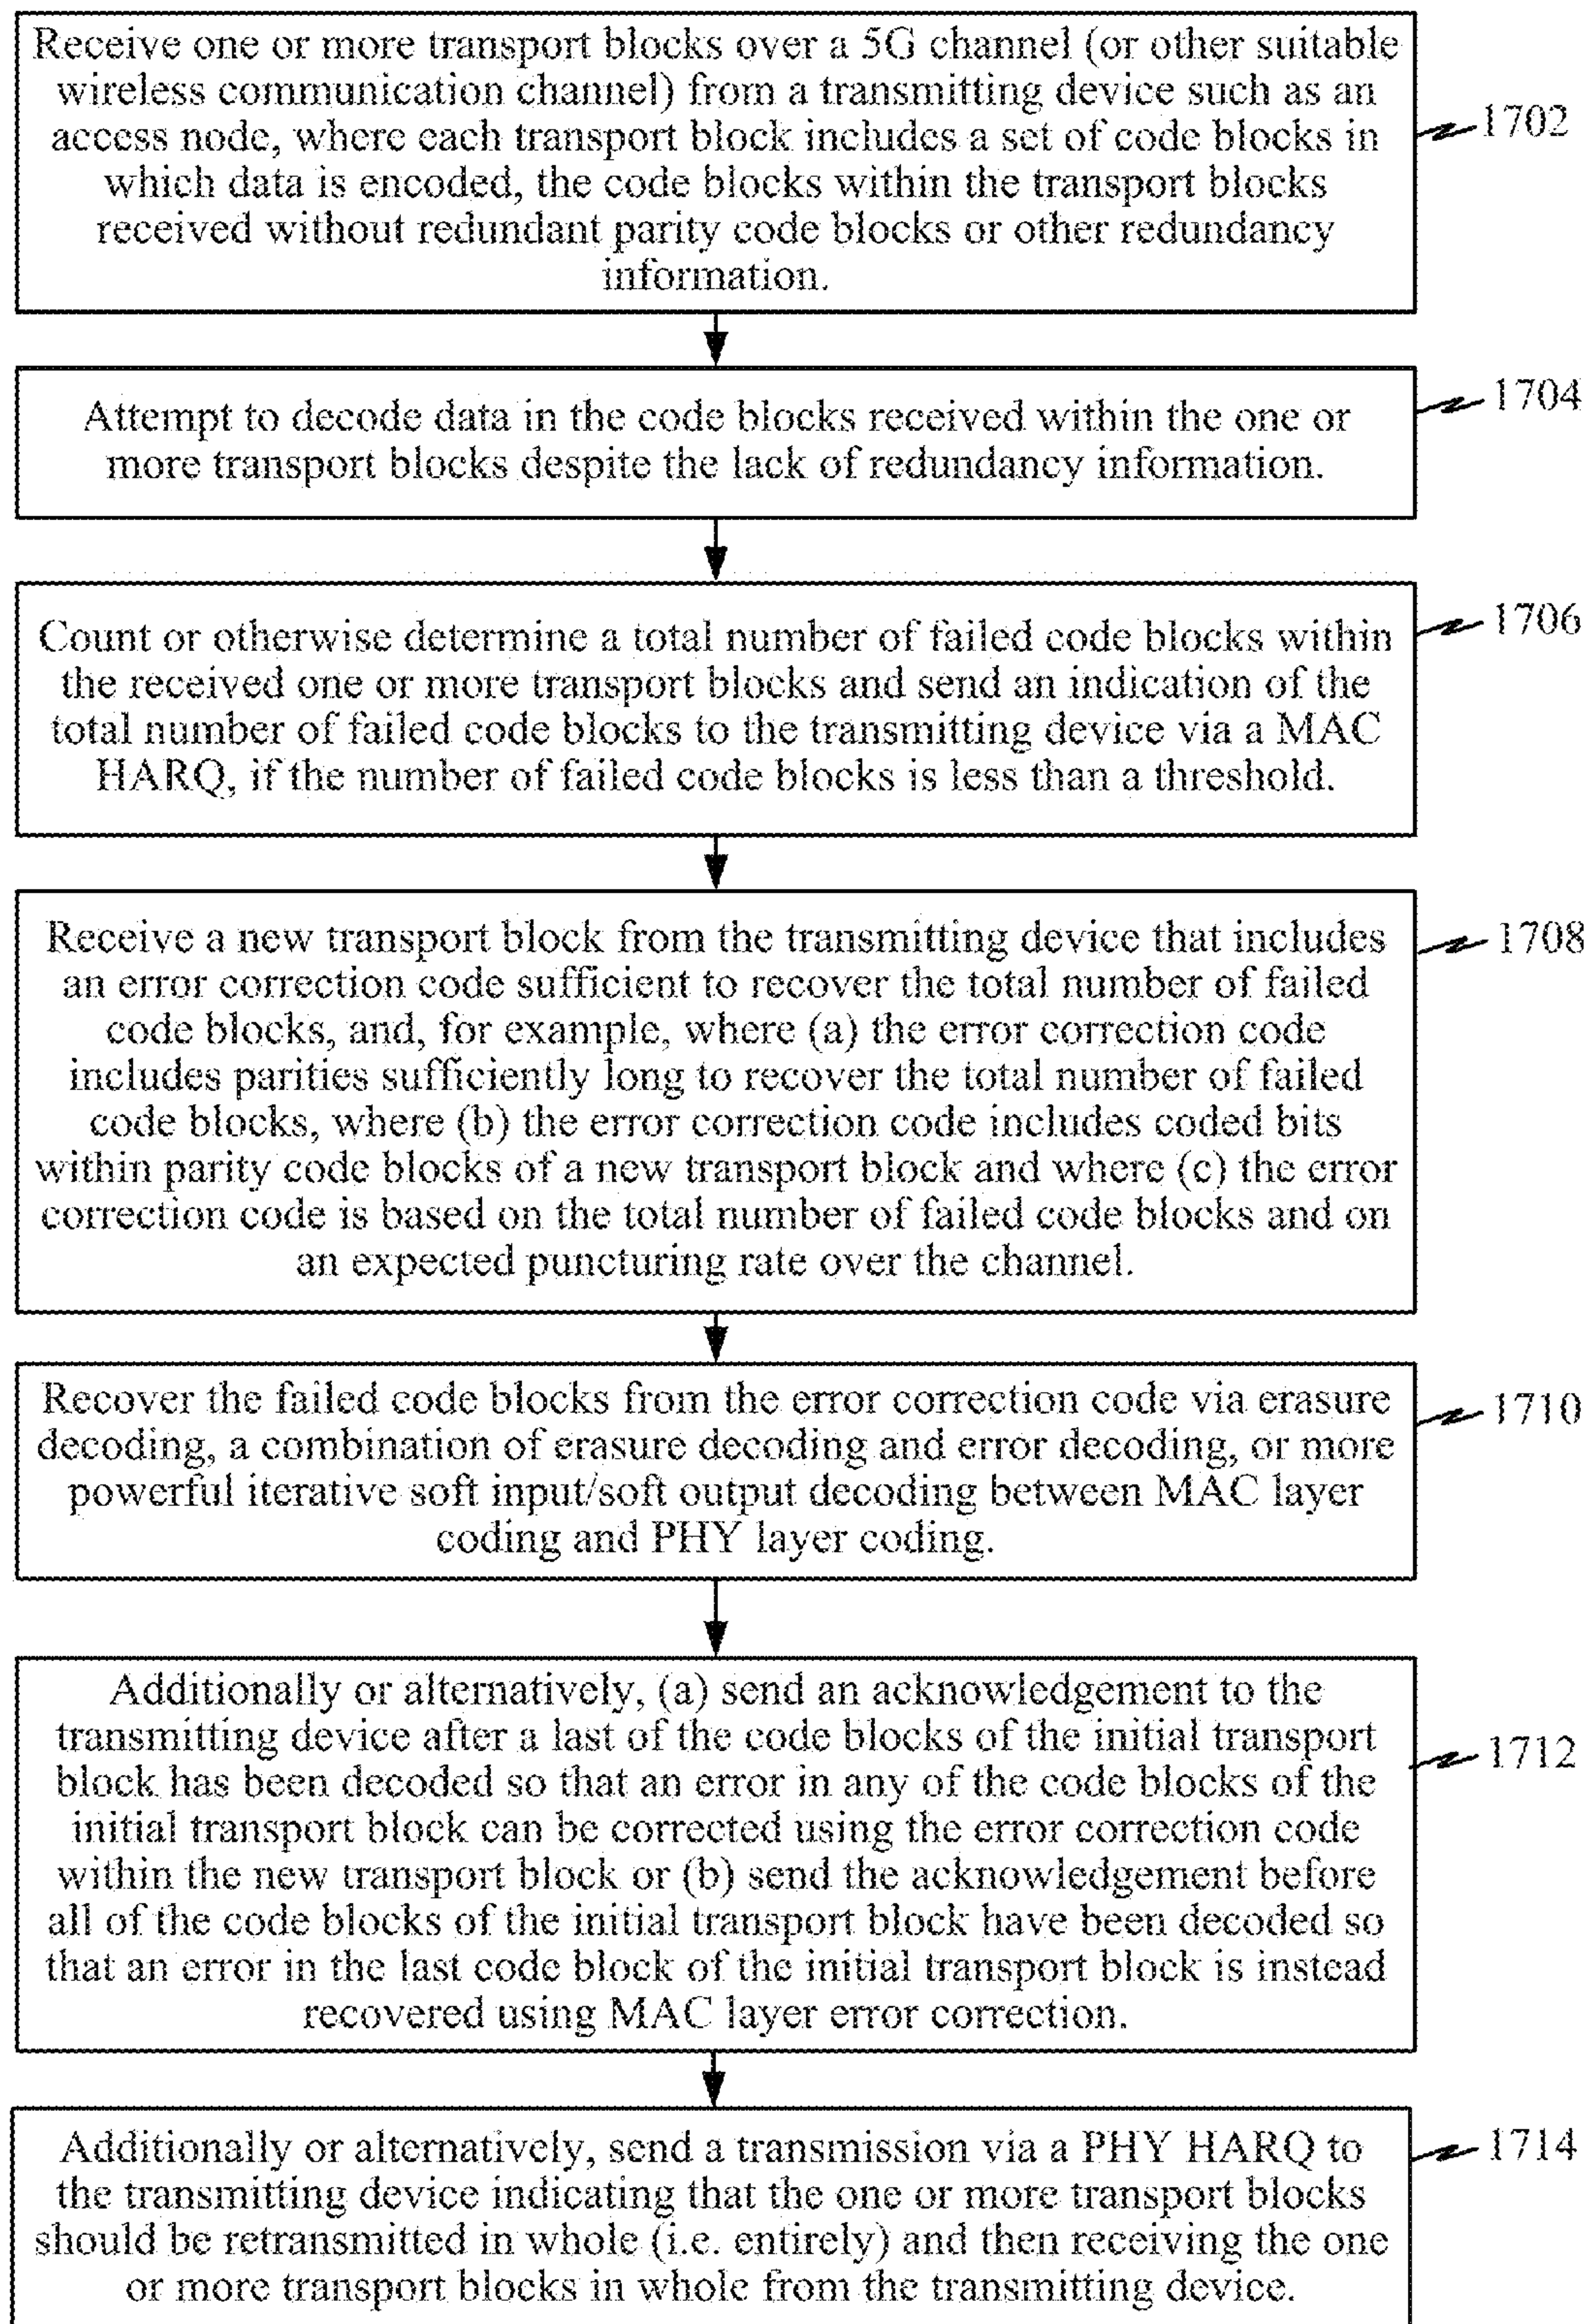 Receive one or more transport blocks over a 5G channel (or other suitable
wireless communication channel) from a transmitting device such as an
access node, where each transport block includes a set of code blocks in
which data is encoded, the code blocks within the transport blocks
received without redundant parity code blocks or other redundancy
information.
1702
Attempt to decode data in the code blocks received within the one or
more transport blocks despite the lack of redundancy information.
1704
Count or otherwise determine a total number of failed code blocks within
the received one or more transport blocks and send an indication of the
total number of failed code blocks to the transmitting device via a MAC
HARQ, if the number of failed code blocks is less than a threshold.
1706
Receive a new transport block from the transmitting device that includes
an error correction code sufficient to recover the total number of failed
code blocks, and, for example, where (a) the error correction code
includes parities sufficiently long to recover the total number of failed
code blocks, where (b) the error correction code includes coded bits
within parity code blocks of a new transport block and where (c) the error
correction code is based on the total number of failed code blocks and on
an expected puncturing rate over the channel.
1708
Recover the failed code blocks from the error correction code via erasure
decoding, a combination of erasure decoding and error decoding, or more
powerful iterative soft input/soft output decoding between MAC layer
coding and PHY layer coding.
1710
Additionally or alternatively, (a) send an acknowledgement to the
transmitting device after a last of the code blocks of the initial transport
block has been decoded so that an error in any of the code blocks of the
initial transport block can be corrected using the error correction code
within the new transport block or (b) send the acknowledgement before
all of the code blocks of the initial transport block have been decoded so
that an error in the last code block of the initial transport block is instead
recovered using MAC layer error correction.
1712
Additionally or alternatively, send a transmission via a PHY HARQ to
the transmitting device indicating that the one or more transport blocks
should be retransmitted in whole (i.e. entirely) and then receiving the one
or more transport blocks in whole from the transmitting device.
1714